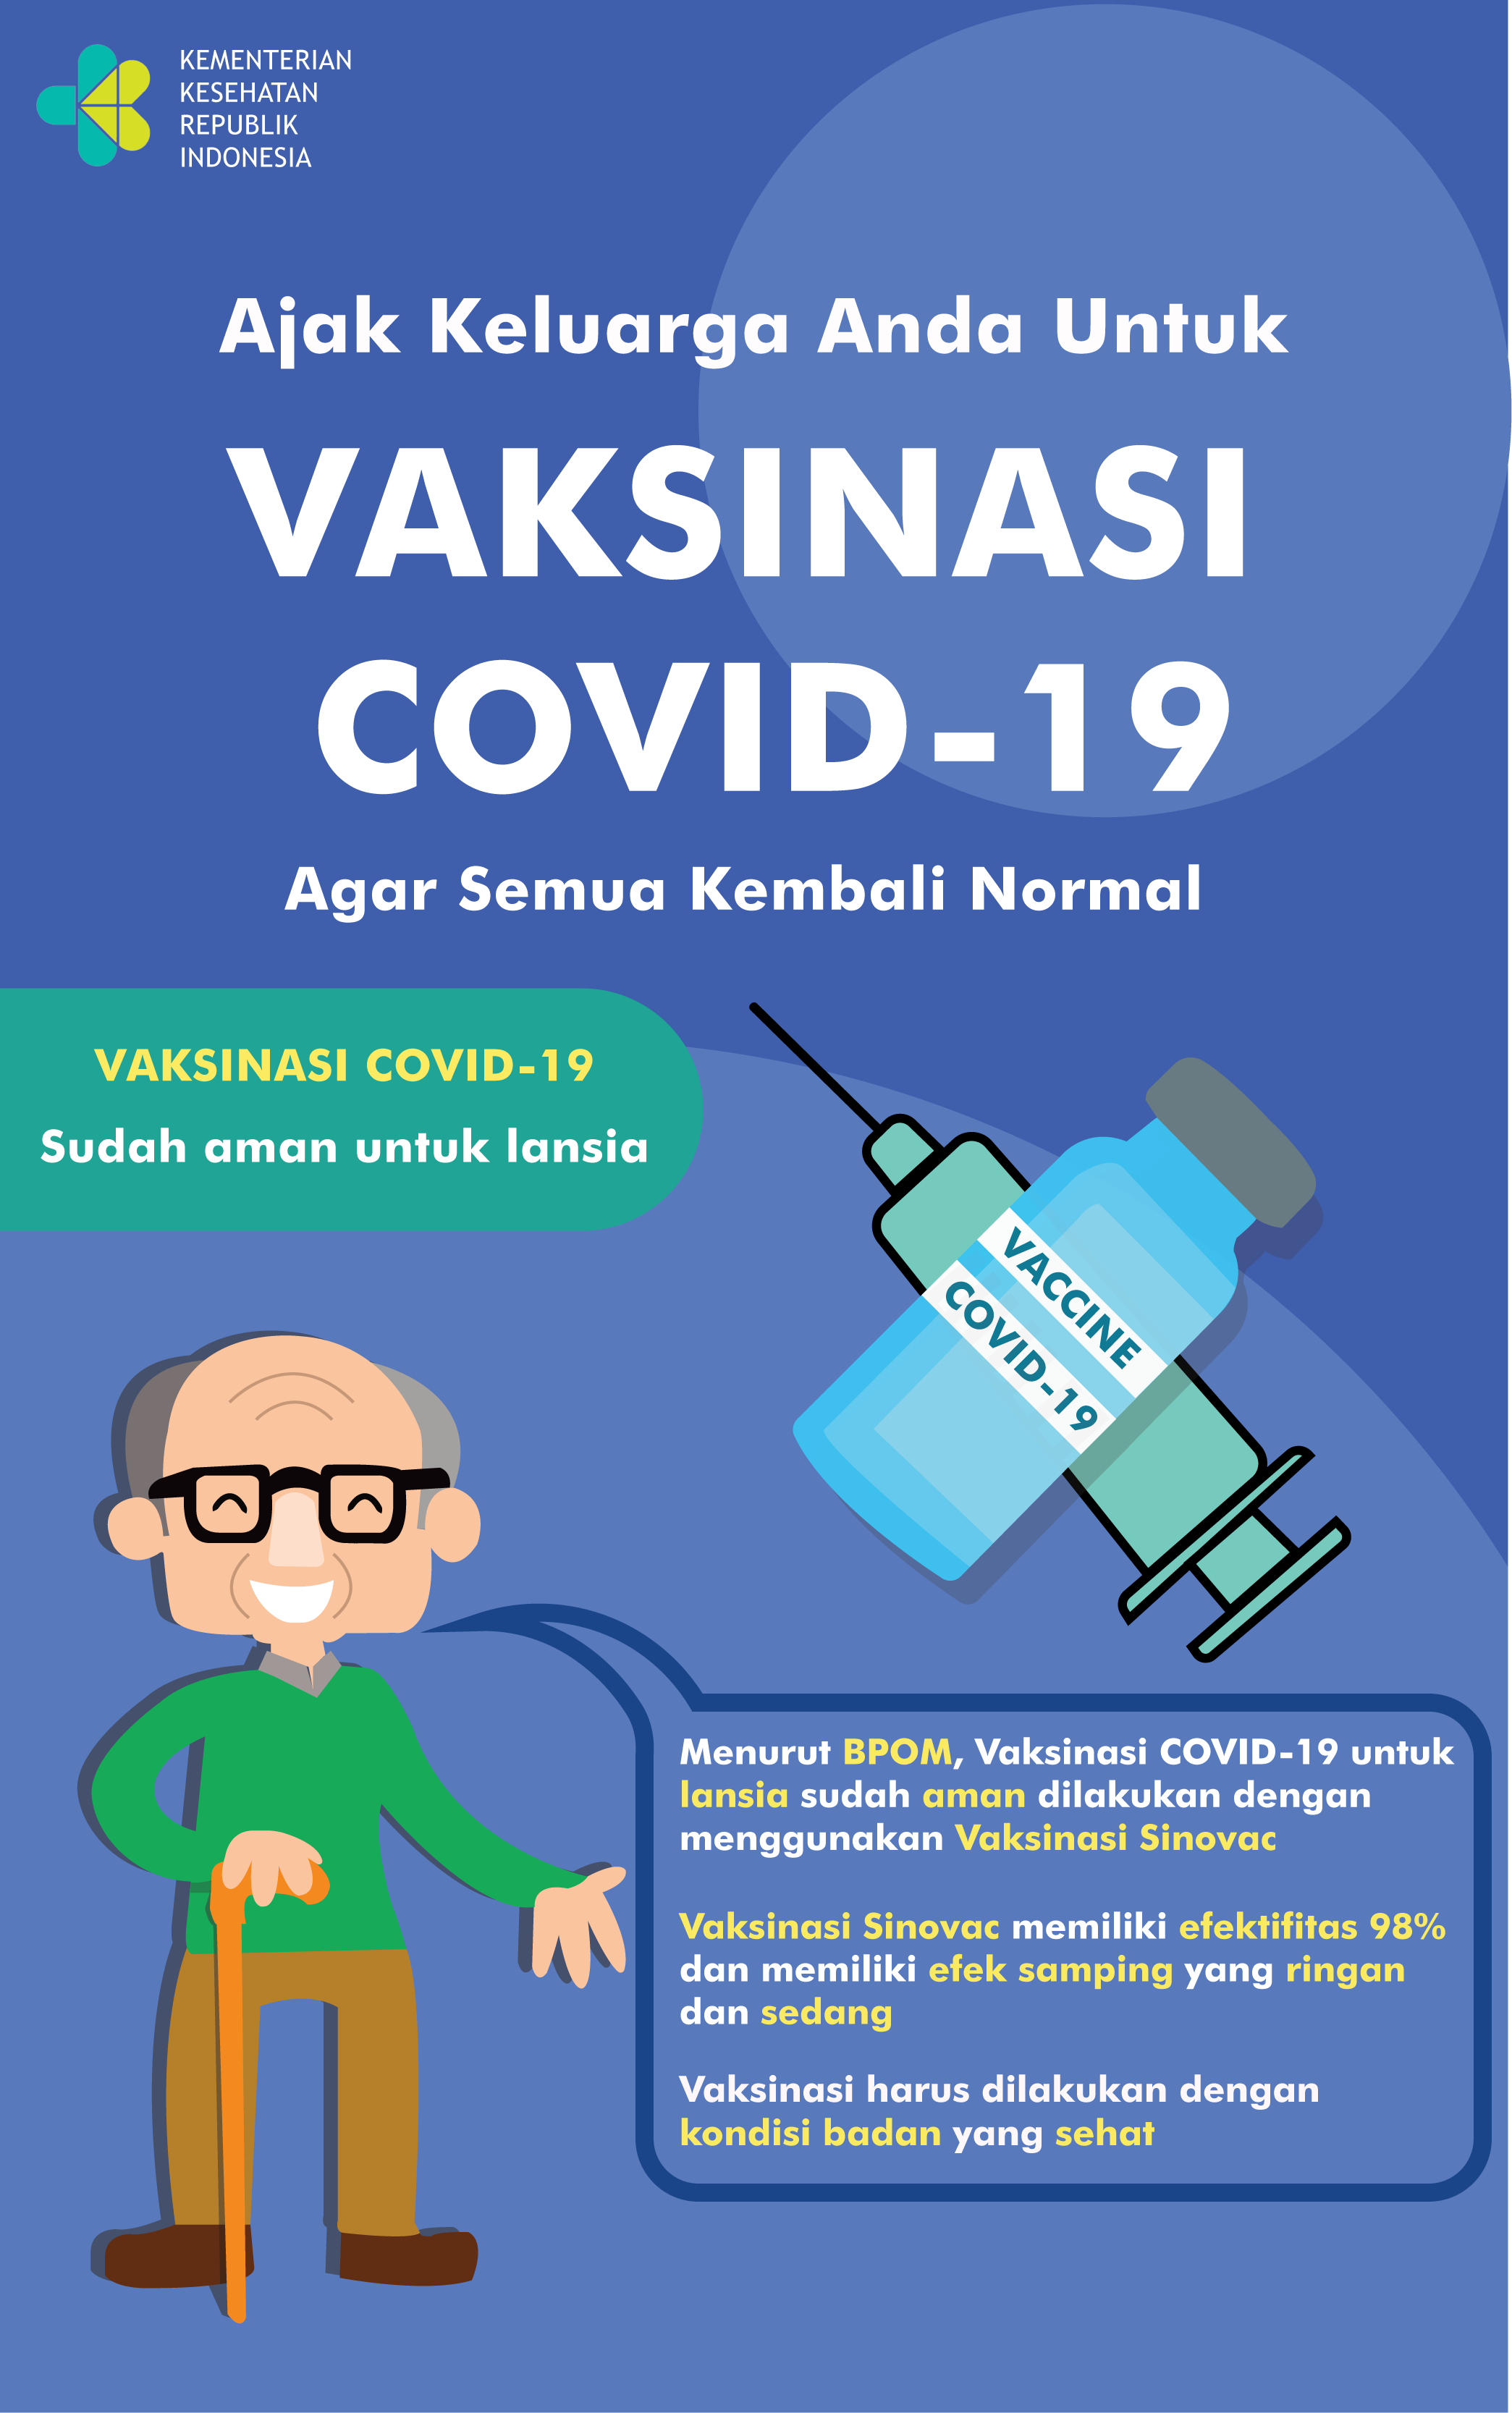 KEMENTERIAN
KESEHATAN
REPUBLIK
INDONESIA
Ajak Keluarga Anda Untuk
VAKSINASI
COVID-19
Agar Semua Kembali Normal
VAKSINASI COVID-19
Sudah aman untuk lansia
VACCINE
COVID-19
Menurut BPOM, Vaksinasi COVID-19 untuk
lansia sudah aman dilakukan dengan
menggunakan Vaksinasi Sinovac
Vaksinasi Sinovac memiliki efektifitas 98%
dan memiliki efek samping yang ringan
dan sedang
Vaksinasi harus dilakukan dengan
kondisi badan yang sehat